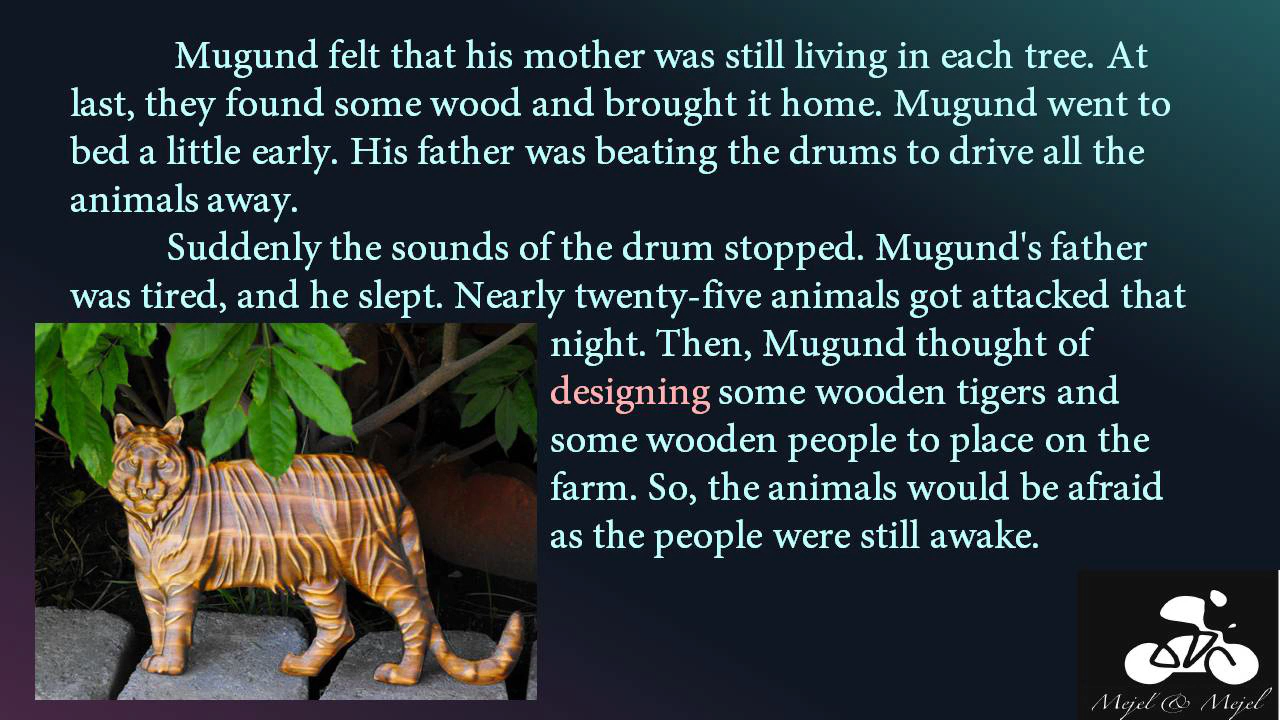 Mugund felt that his mother was still living in each tree. At
last, they found some wood and brought it home. Mugund went to
bed a little early. His father was beating the drums to drive all the
animals away.
Suddenly the sounds of the drum stopped. Mugund's father
was tired, and he slept. Nearly twenty-five animals got attacked that
night. Then, Mugund thought of
designing some wooden tigers and
some wooden people to place on the
farm. So, the animals would be afraid
as the people were still awake.
Mejel & Mejel